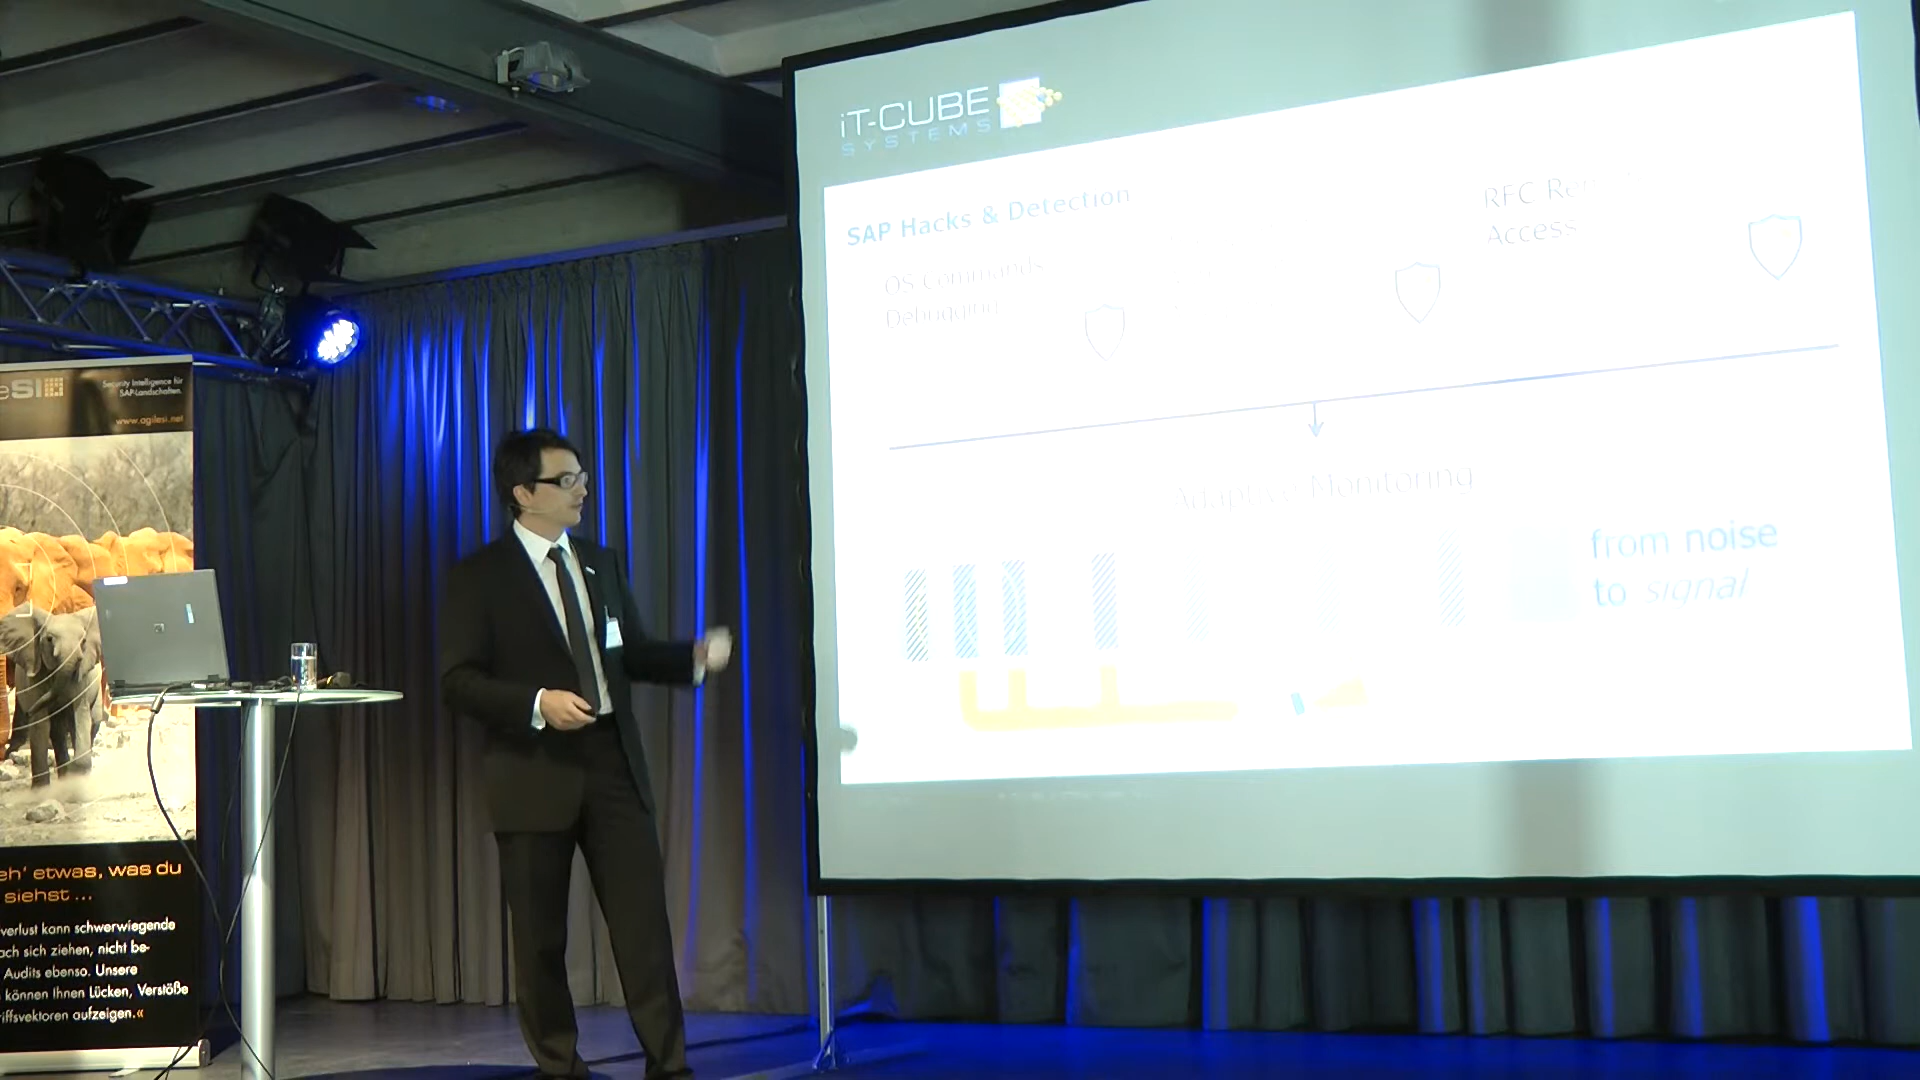 eSI
Security Intelligence für
SAP-Landschaften.
www.agilesi.net
eh' etwas, was du
siehst ...
verlust kann schwerwiegende
ach sich ziehen, nicht be-
Audits ebenso. Unsere
können Ihnen Lücken, Verstöße
iffsvektoren aufzeigen.«
iT-CUBE
SYSTEMS
SAP Hacks & Detection
OS Commands
Debugging
RFC Re
Access
Adaptive Monitoring
from noise
to signal